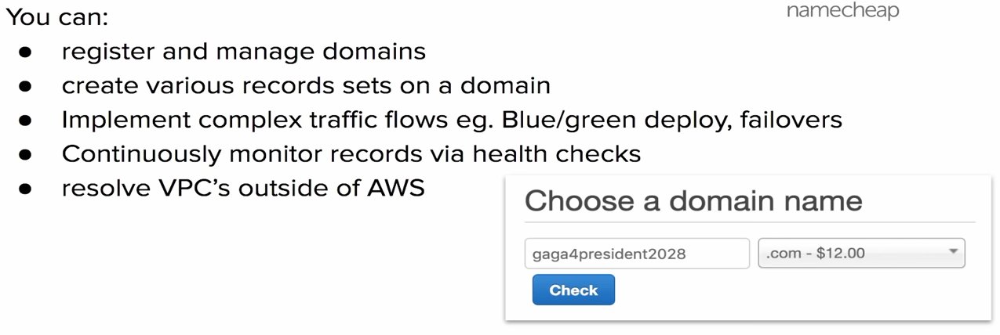 You can:
namecheap
● register and manage domains
● create various records sets on a domain
● Implement complex traffic flows eg. Blue/green deploy, failovers
● Continuously monitor records via health checks
● resolve VPC’s outside of AWS
Choose a domain name
gaga4president2028
.com - $12.00
Check